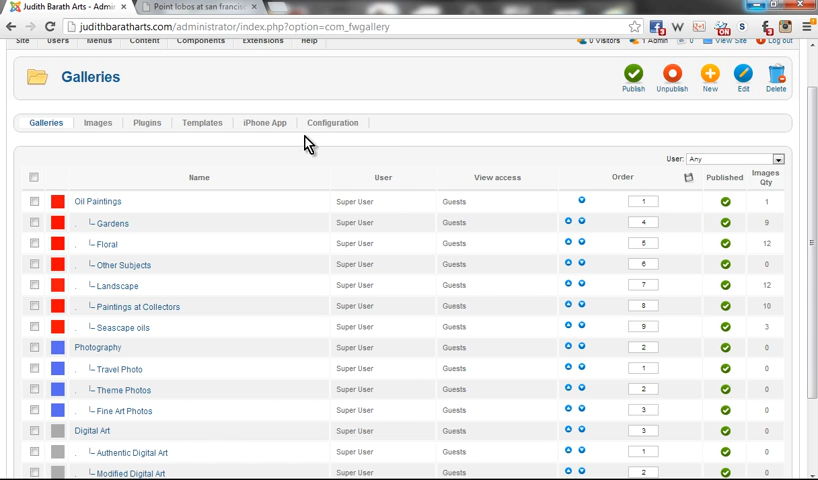 Judith Barath Arts - Admin ×
Point lobos at san francisc ×
judithbaratharts.com/administrator/index.php?option=com_fwgallery
Site Users Menus Content Components Extensions Help 0 Visitors 1 Admin 0 View Site Log out
Galleries
Publish Unpublish New Edit Delete
Galleries Images Plugins Templates iPhone App Configuration
User: Any
Name User View access Order Published Images Qty
Oil Paintings Super User Guests 1 1
Gardens Super User Guests 4 9
Floral Super User Guests 5 12
Other Subjects Super User Guests 6 0
Landscape Super User Guests 7 12
Paintings at Collectors Super User Guests 8 10
Seascape oils Super User Guests 9 3
Photography Super User Guests 2 0
Travel Photo Super User Guests 1 0
Theme Photos Super User Guests 2 0
Fine Art Photos Super User Guests 3 0
Digital Art Super User Guests 3 0
Authentic Digital Art Super User Guests 1 0
Modified Digital Art Super User Guests 2 0